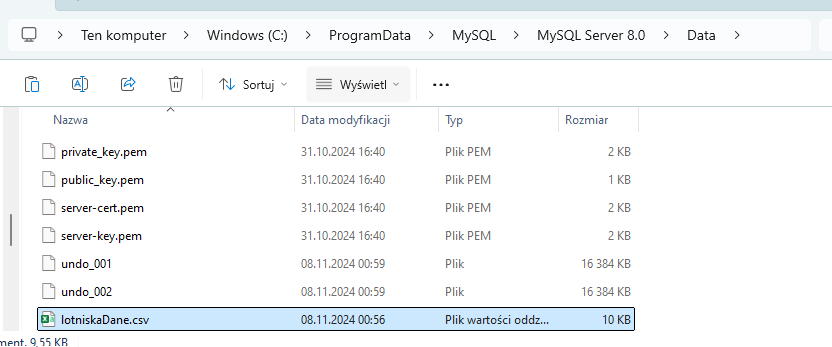 Ten komputer > Windows (C:) > ProgramData > MySQL > MySQL Server 8.0 > Data >
Sortuj Wyświetl ...
Nazwa Data modyfikacji Typ Rozmiar
private_key.pem 31.10.2024 16:40 Plik PEM 2 KB
public_key.pem 31.10.2024 16:40 Plik PEM 1 KB
server-cert.pem 31.10.2024 16:40 Plik PEM 2 KB
server-key.pem 31.10.2024 16:40 Plik PEM 2 KB
undo_001 08.11.2024 00:59 Plik 16 384 KB
undo_002 08.11.2024 00:59 Plik 16 384 KB
lotniskaDane.csv 08.11.2024 00:56 Plik wartości oddz... 10 KB
ment. 9,55 KB